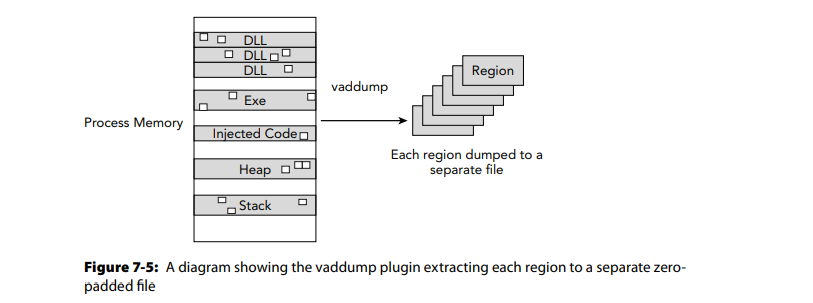 DLL
DLL
DLL
Exe
Injected Code
Heap
Stack
Process Memory
vaddump
Region
Each region dumped to a
separate file
Figure 7-5: A diagram showing the vaddump plugin extracting each region to a separate zero-
padded file